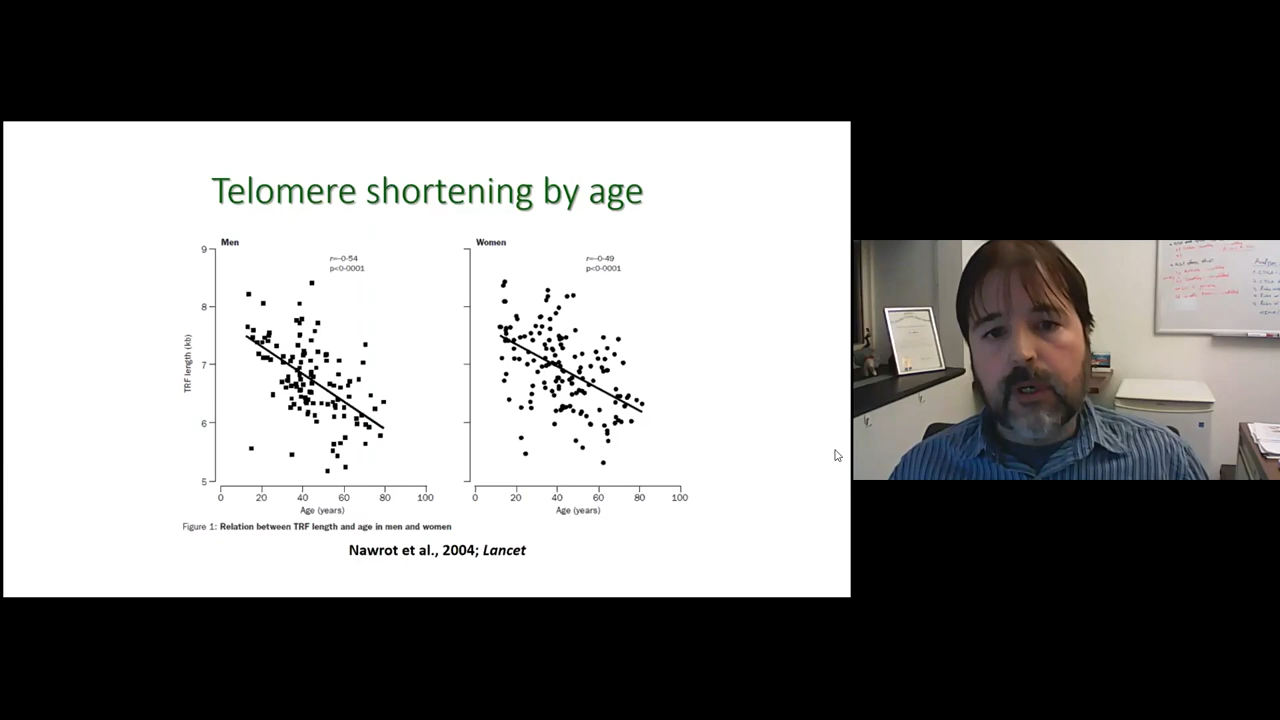 Telomere shortening by age
Men
r=-0·54
p<0·0001
9
8
7
6
5
TRF length (kb)
0 20 40 60 80 100
Age (years)
Women
r=-0·49
p<0·0001
0 20 40 60 80 100
Age (years)
Figure 1: Relation between TRF length and age in men and women
Nawrot et al., 2004; Lancet